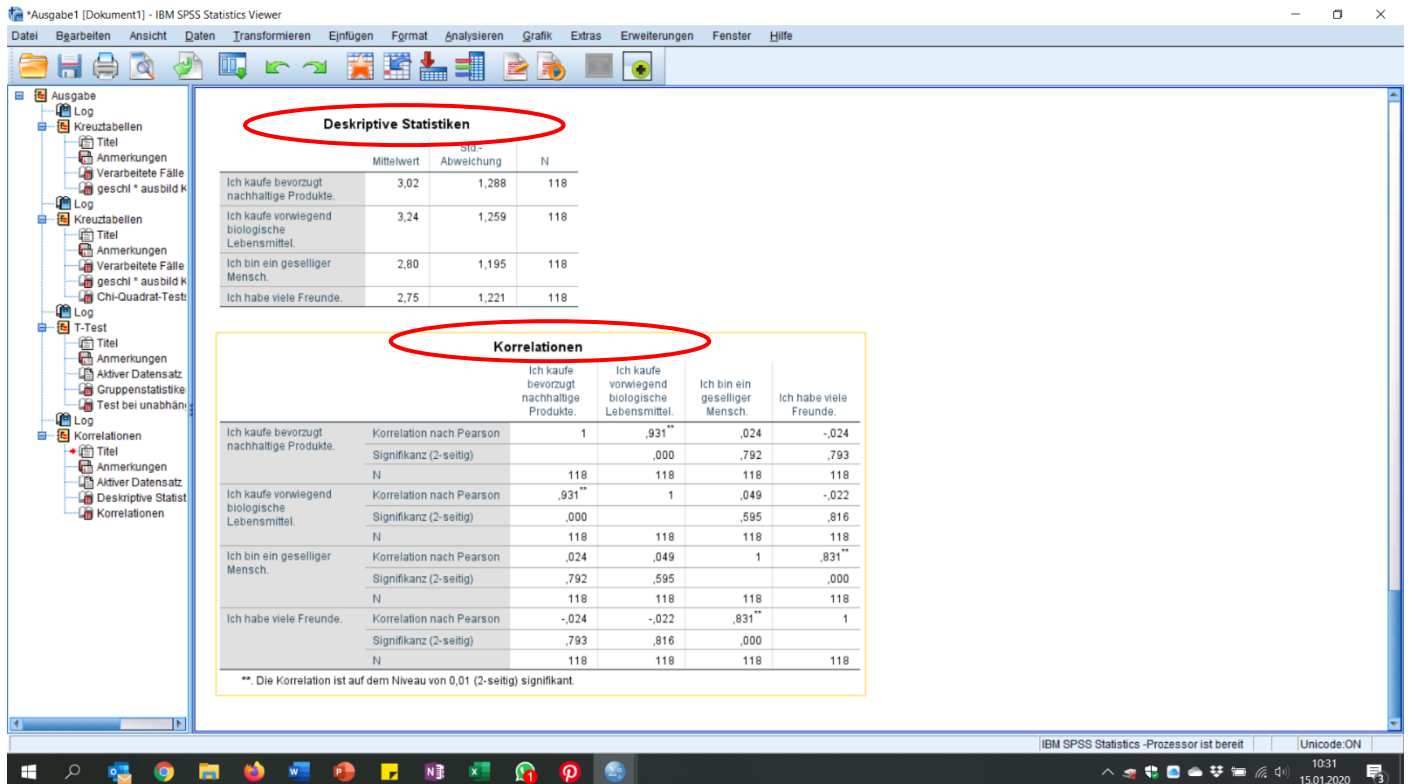 *Ausgabe1 [Dokument1] - IBM SPSS Statistics Viewer
Datei Bearbeiten Ansicht Daten Transformieren Einfügen Format Analysieren Grafik Extras Erweiterungen Fenster Hilfe
Ausgabe
Log
Kreuztabellen
Titel
Anmerkungen
Verarbeitete Fälle
geschl * ausbild K
Log
Kreuztabellen
Titel
Anmerkungen
Verarbeitete Fälle
geschl * ausbild K
Chi-Quadrat-Tests
Log
T-Test
Titel
Anmerkungen
Aktiver Datensatz
Gruppenstatistike
Test bei unabhäng
Log
Korrelationen
Titel
Anmerkungen
Aktiver Datensatz
Deskriptive Statist
Korrelationen
Deskriptive Statistiken
Std.-
Mittelwert Abweichung N
Ich kaufe bevorzugt 3,02 1,288 118
nachhaltige Produkte.
Ich kaufe vorwiegend 3,24 1,259 118
biologische
Lebensmittel.
Ich bin ein geselliger 2,80 1,195 118
Mensch.
Ich habe viele Freunde. 2,75 1,221 118
Korrelationen
Ich kaufe Ich kaufe
bevorzugt vorwiegend Ich bin ein
nachhaltige biologische geselliger Ich habe viele
Produkte. Lebensmittel. Mensch. Freunde.
Ich kaufe bevorzugt Korrelation nach Pearson 1 ,931** ,024 -,024
nachhaltige Produkte.
Signifikanz (2-seitig) ,000 ,792 ,793
N 118 118 118 118
Ich kaufe vorwiegend Korrelation nach Pearson ,931** 1 ,049 -,022
biologische
Lebensmittel.
Signifikanz (2-seitig) ,000 ,595 ,816
N 118 118 118 118
Ich bin ein geselliger Korrelation nach Pearson ,024 ,049 1 ,831**
Mensch.
Signifikanz (2-seitig) ,792 ,595 ,000
N 118 118 118 118
Ich habe viele Freunde. Korrelation nach Pearson -,024 -,022 ,831** 1
Signifikanz (2-seitig) ,793 ,816 ,000
N 118 118 118 118
**. Die Korrelation ist auf dem Niveau von 0,01 (2-seitig) signifikant.
IBM SPSS Statistics -Prozessor ist bereit Unicode:ON
10:31
15.01.2020